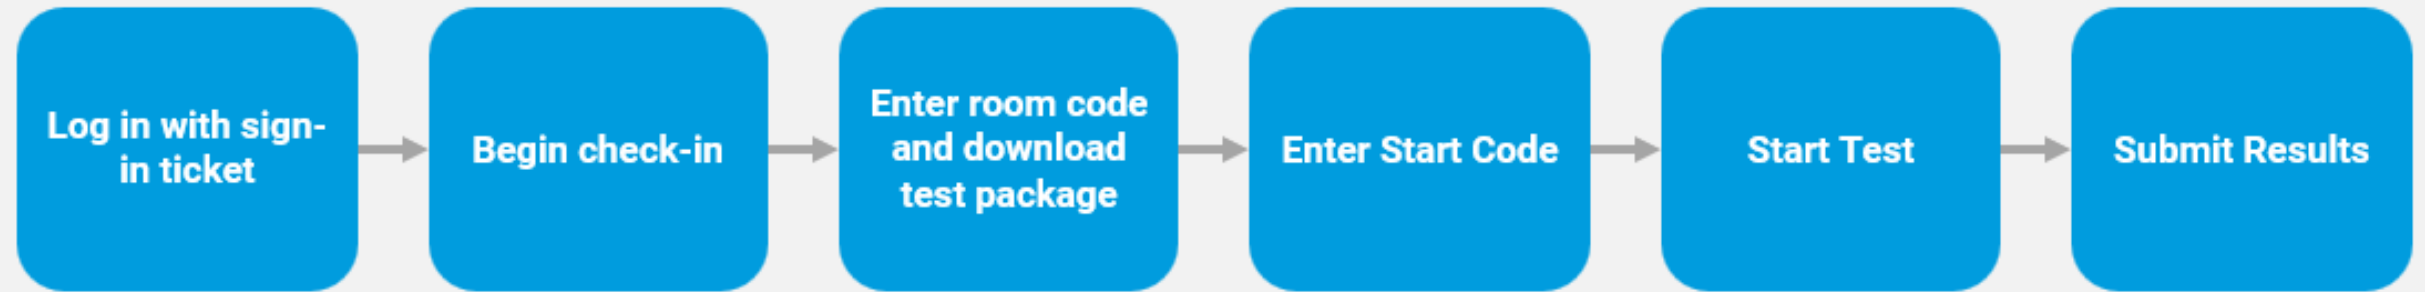 Log in with sign-
in ticket
Begin check-in
Enter room code
and download
test package
Enter Start Code
Start Test
Submit Results